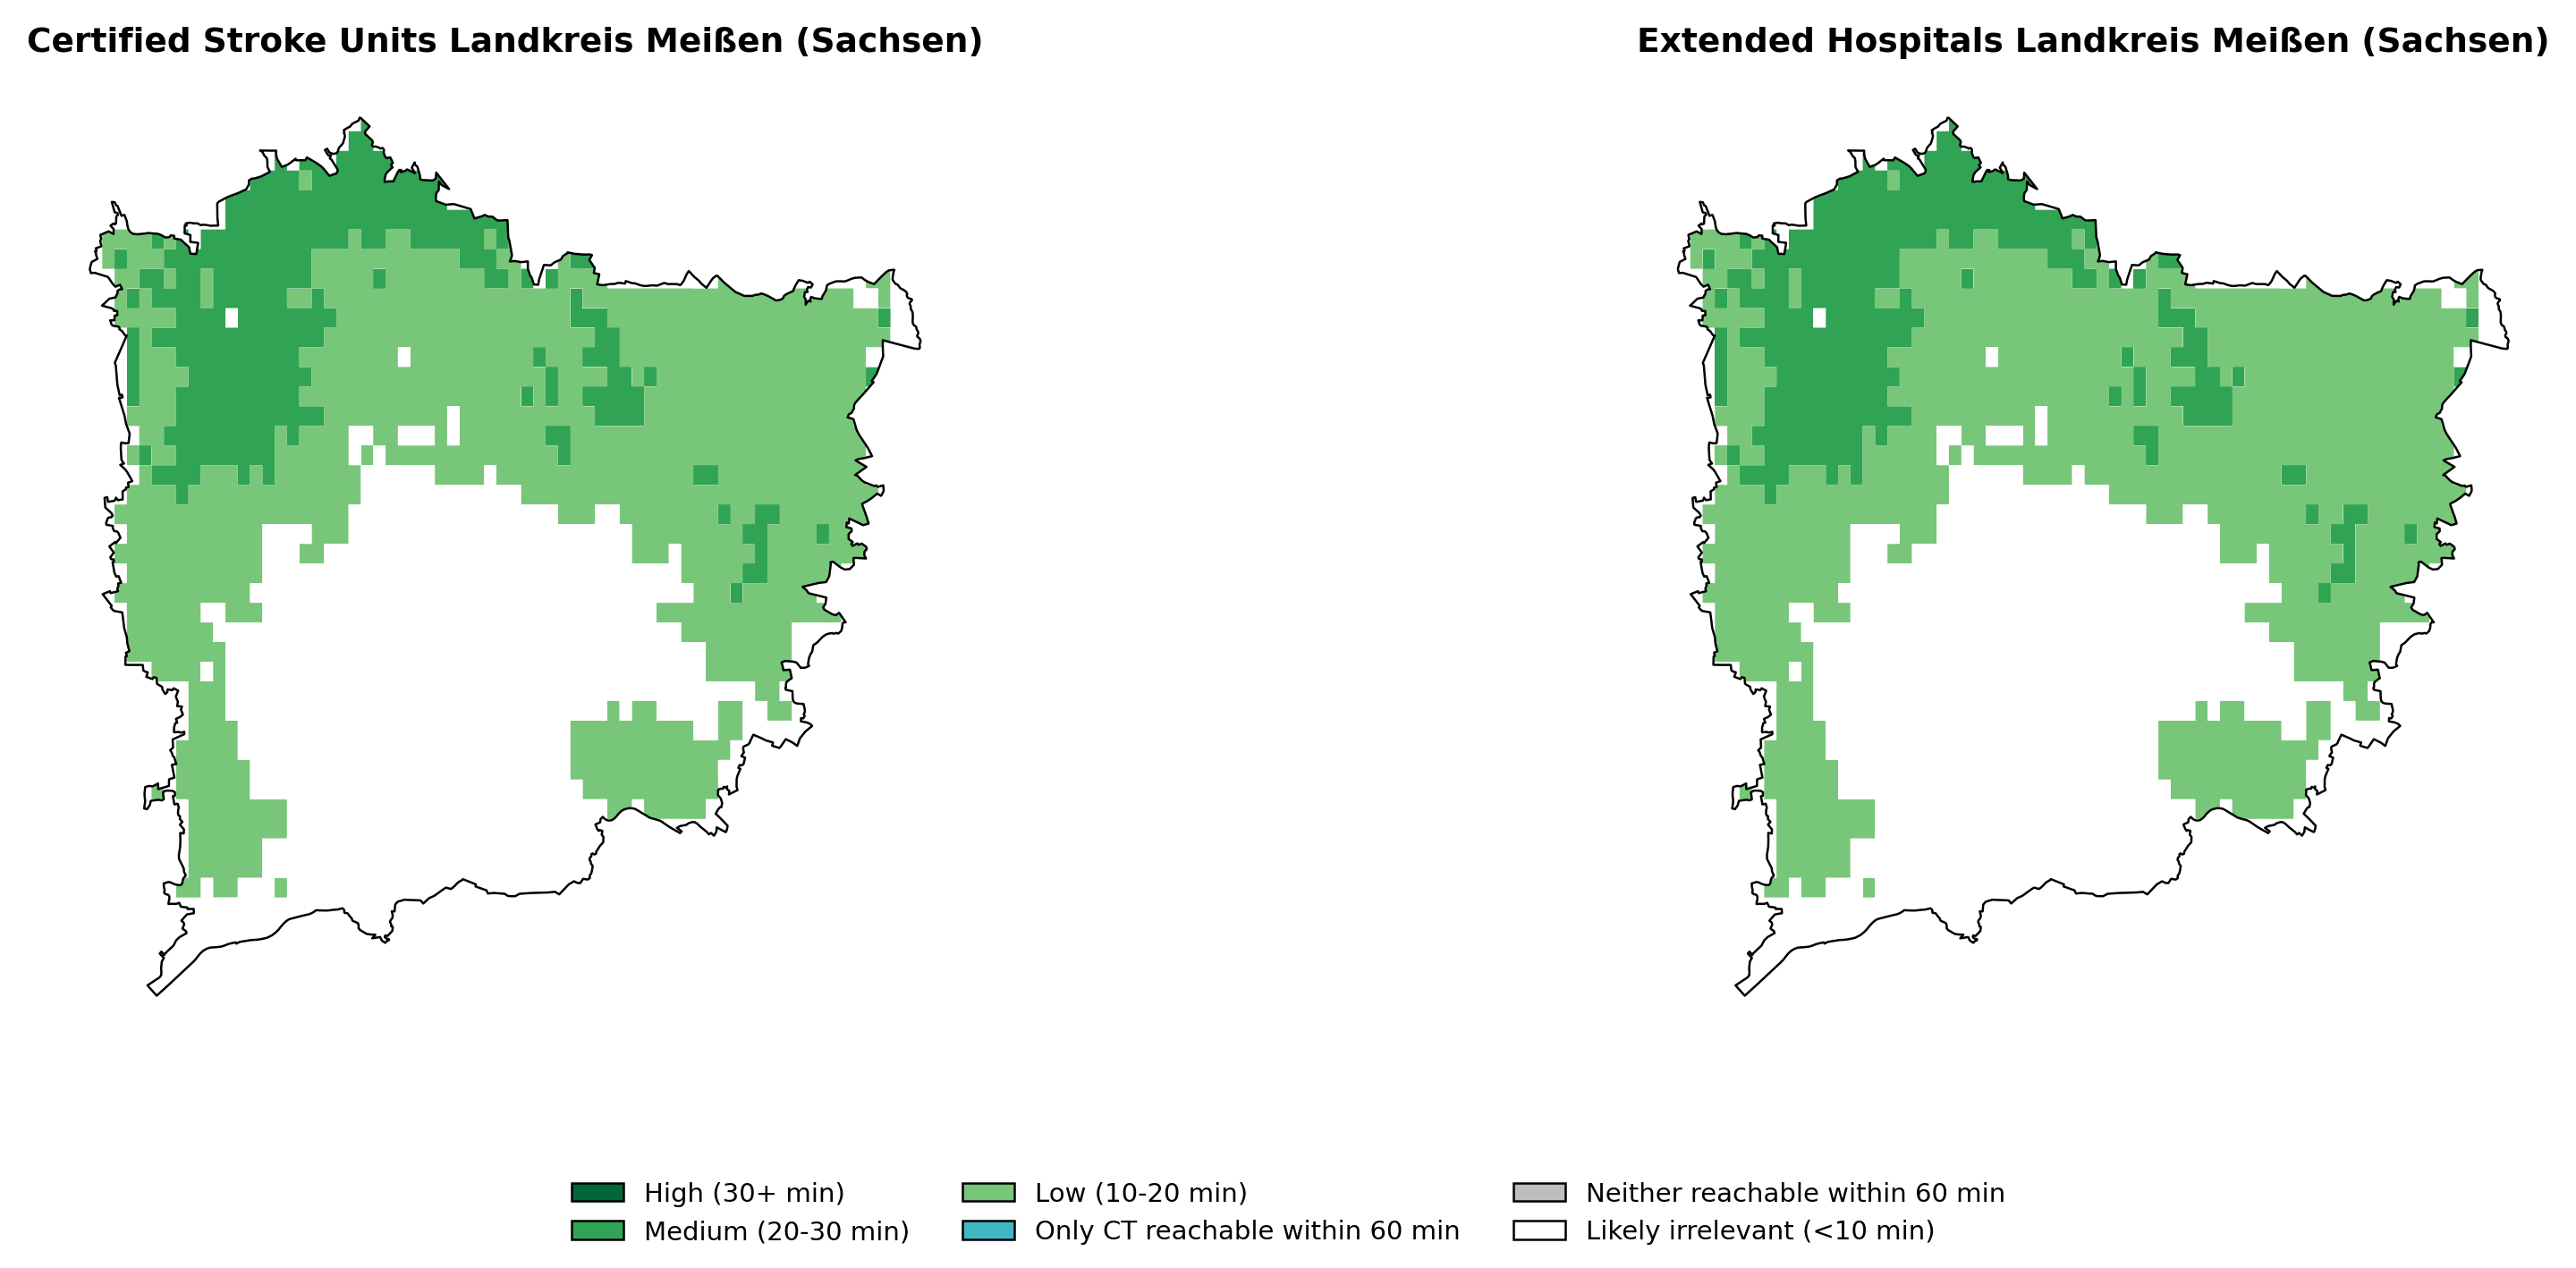 Certified Stroke Units Landkreis Meißen (Sachsen)
Extended Hospitals Landkreis Meißen (Sachsen)
High (30+ min)
Medium (20-30 min)
Low (10-20 min)
Only CT reachable within 60 min
Neither reachable within 60 min
Likely irrelevant (<10 min)